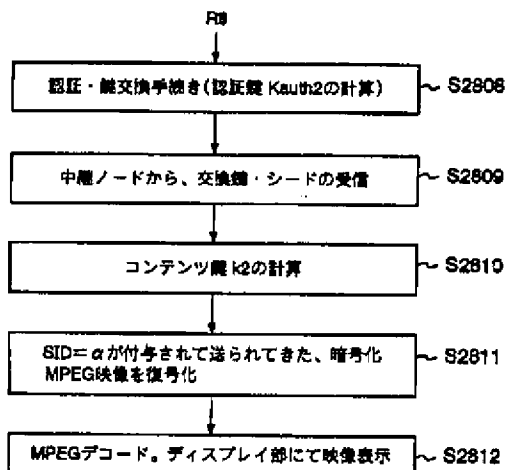 認証・鍵交換手続き(認証鍵 Kauth2の計算)
S2808
中継ノードから、交換鍵・シードの受信
S2809
コンテンツ鍵 k2の計算
S2810
SID=αが付与されて送られてきた、暗号化
MPEG映像を復号化
S2811
MPEGデコード。ディスプレイ部にて映像表示
S2812